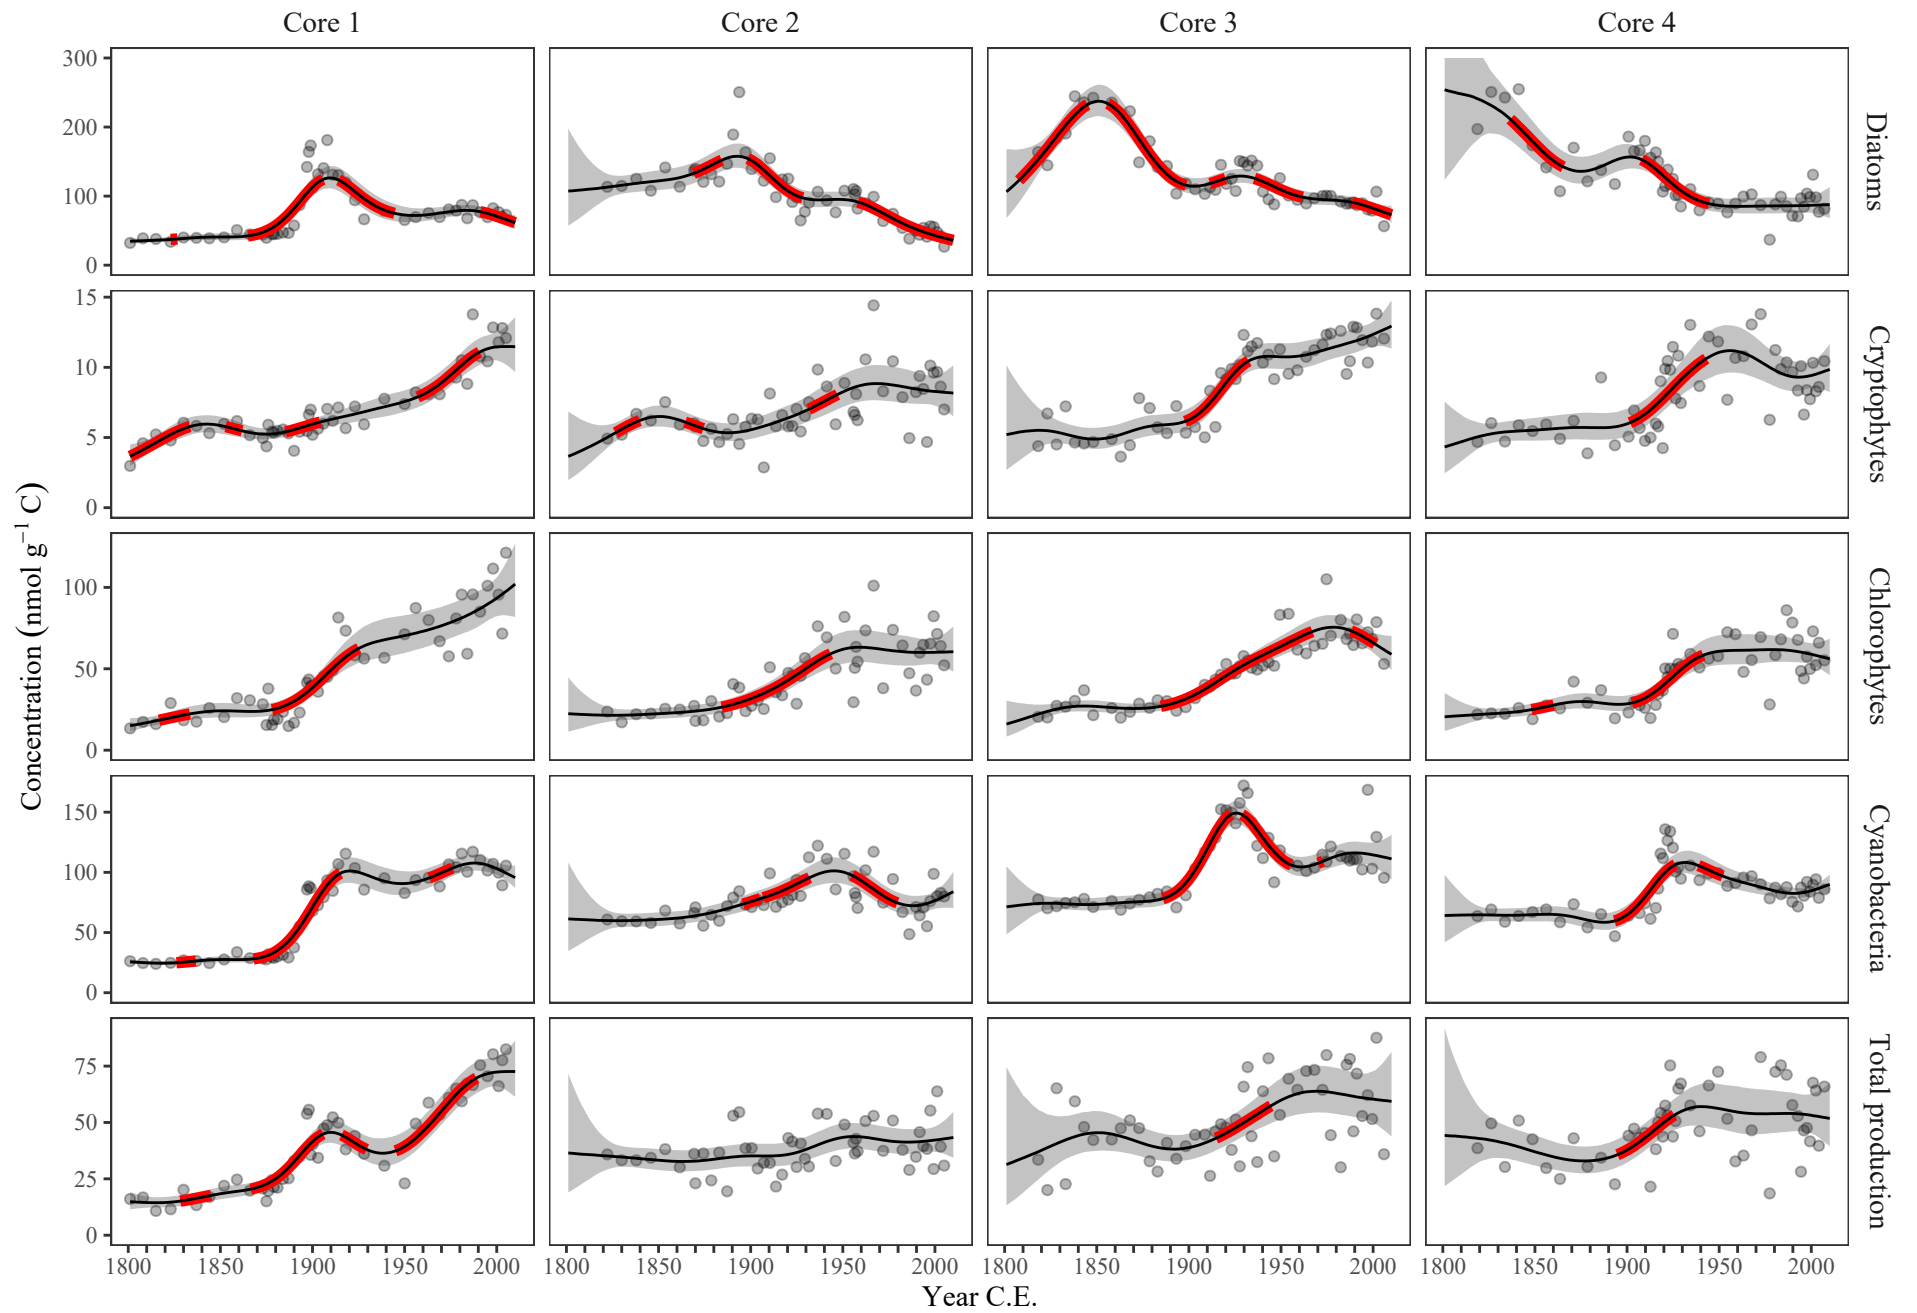 Core 1 Core 2 Core 3 Core 4
300
200
100
0
Diatoms
15
10
5
0
Cryptophytes
100
50
0
Chlorophytes
150
100
50
0
Cyanobacteria
75
50
25
0
Total production
Concentration (nmol g⁻¹ C)
1800 1850 1900 1950 2000 1800 1850 1900 1950 2000 1800 1850 1900 1950 2000 1800 1850 1900 1950 2000
Year C.E.